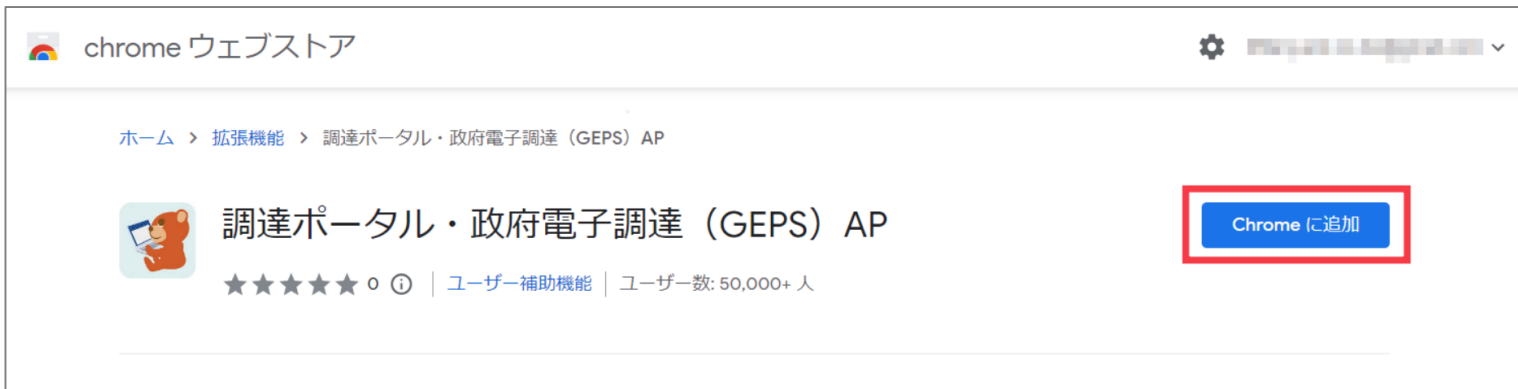 chrome ウェブストア
ホーム > 拡張機能 > 調達ポータル・政府電子調達（GEPS）AP
調達ポータル・政府電子調達（GEPS）AP
Chrome に追加
0 ユーザー補助機能 ユーザー数: 50,000+ 人